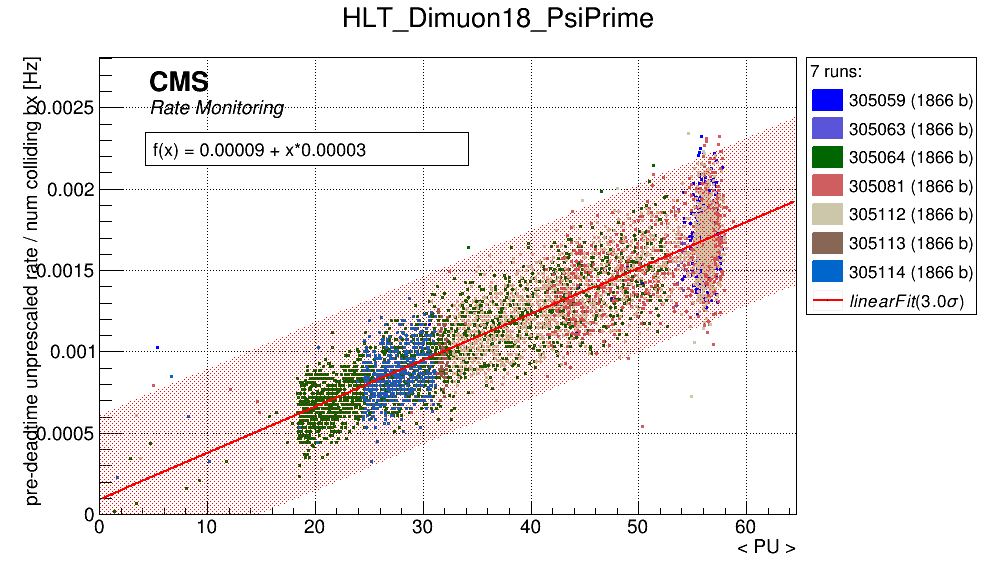 HLT_Dimuon18_PsiPrime
pre-deadtime unprescaled rate / num colliding bx [Hz]
CMS
Rate Monitoring
f(x) = 0.00009 + x*0.00003
0.0025
0.002
0.0015
0.001
0.0005
0
0 10 20 30 40 50 60
< PU >
7 runs:
305059 (1866 b)
305063 (1866 b)
305064 (1866 b)
305081 (1866 b)
305112 (1866 b)
305113 (1866 b)
305114 (1866 b)
linearFit(3.0σ)